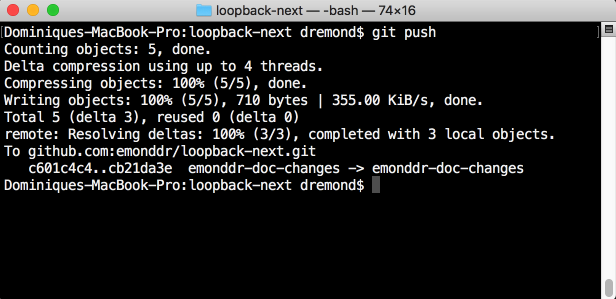 loopback-next — -bash — 74×16
Dominiques-MacBook-Pro:loopback-next dremond$ git push
Counting objects: 5, done.
Delta compression using up to 4 threads.
Compressing objects: 100% (5/5), done.
Writing objects: 100% (5/5), 710 bytes | 355.00 KiB/s, done.
Total 5 (delta 3), reused 0 (delta 0)
remote: Resolving deltas: 100% (3/3), completed with 3 local objects.
To github.com:emonddr/loopback-next.git
   c601c4c4..cb21da3e  emonddr-doc-changes -> emonddr-doc-changes
Dominiques-MacBook-Pro:loopback-next dremond$